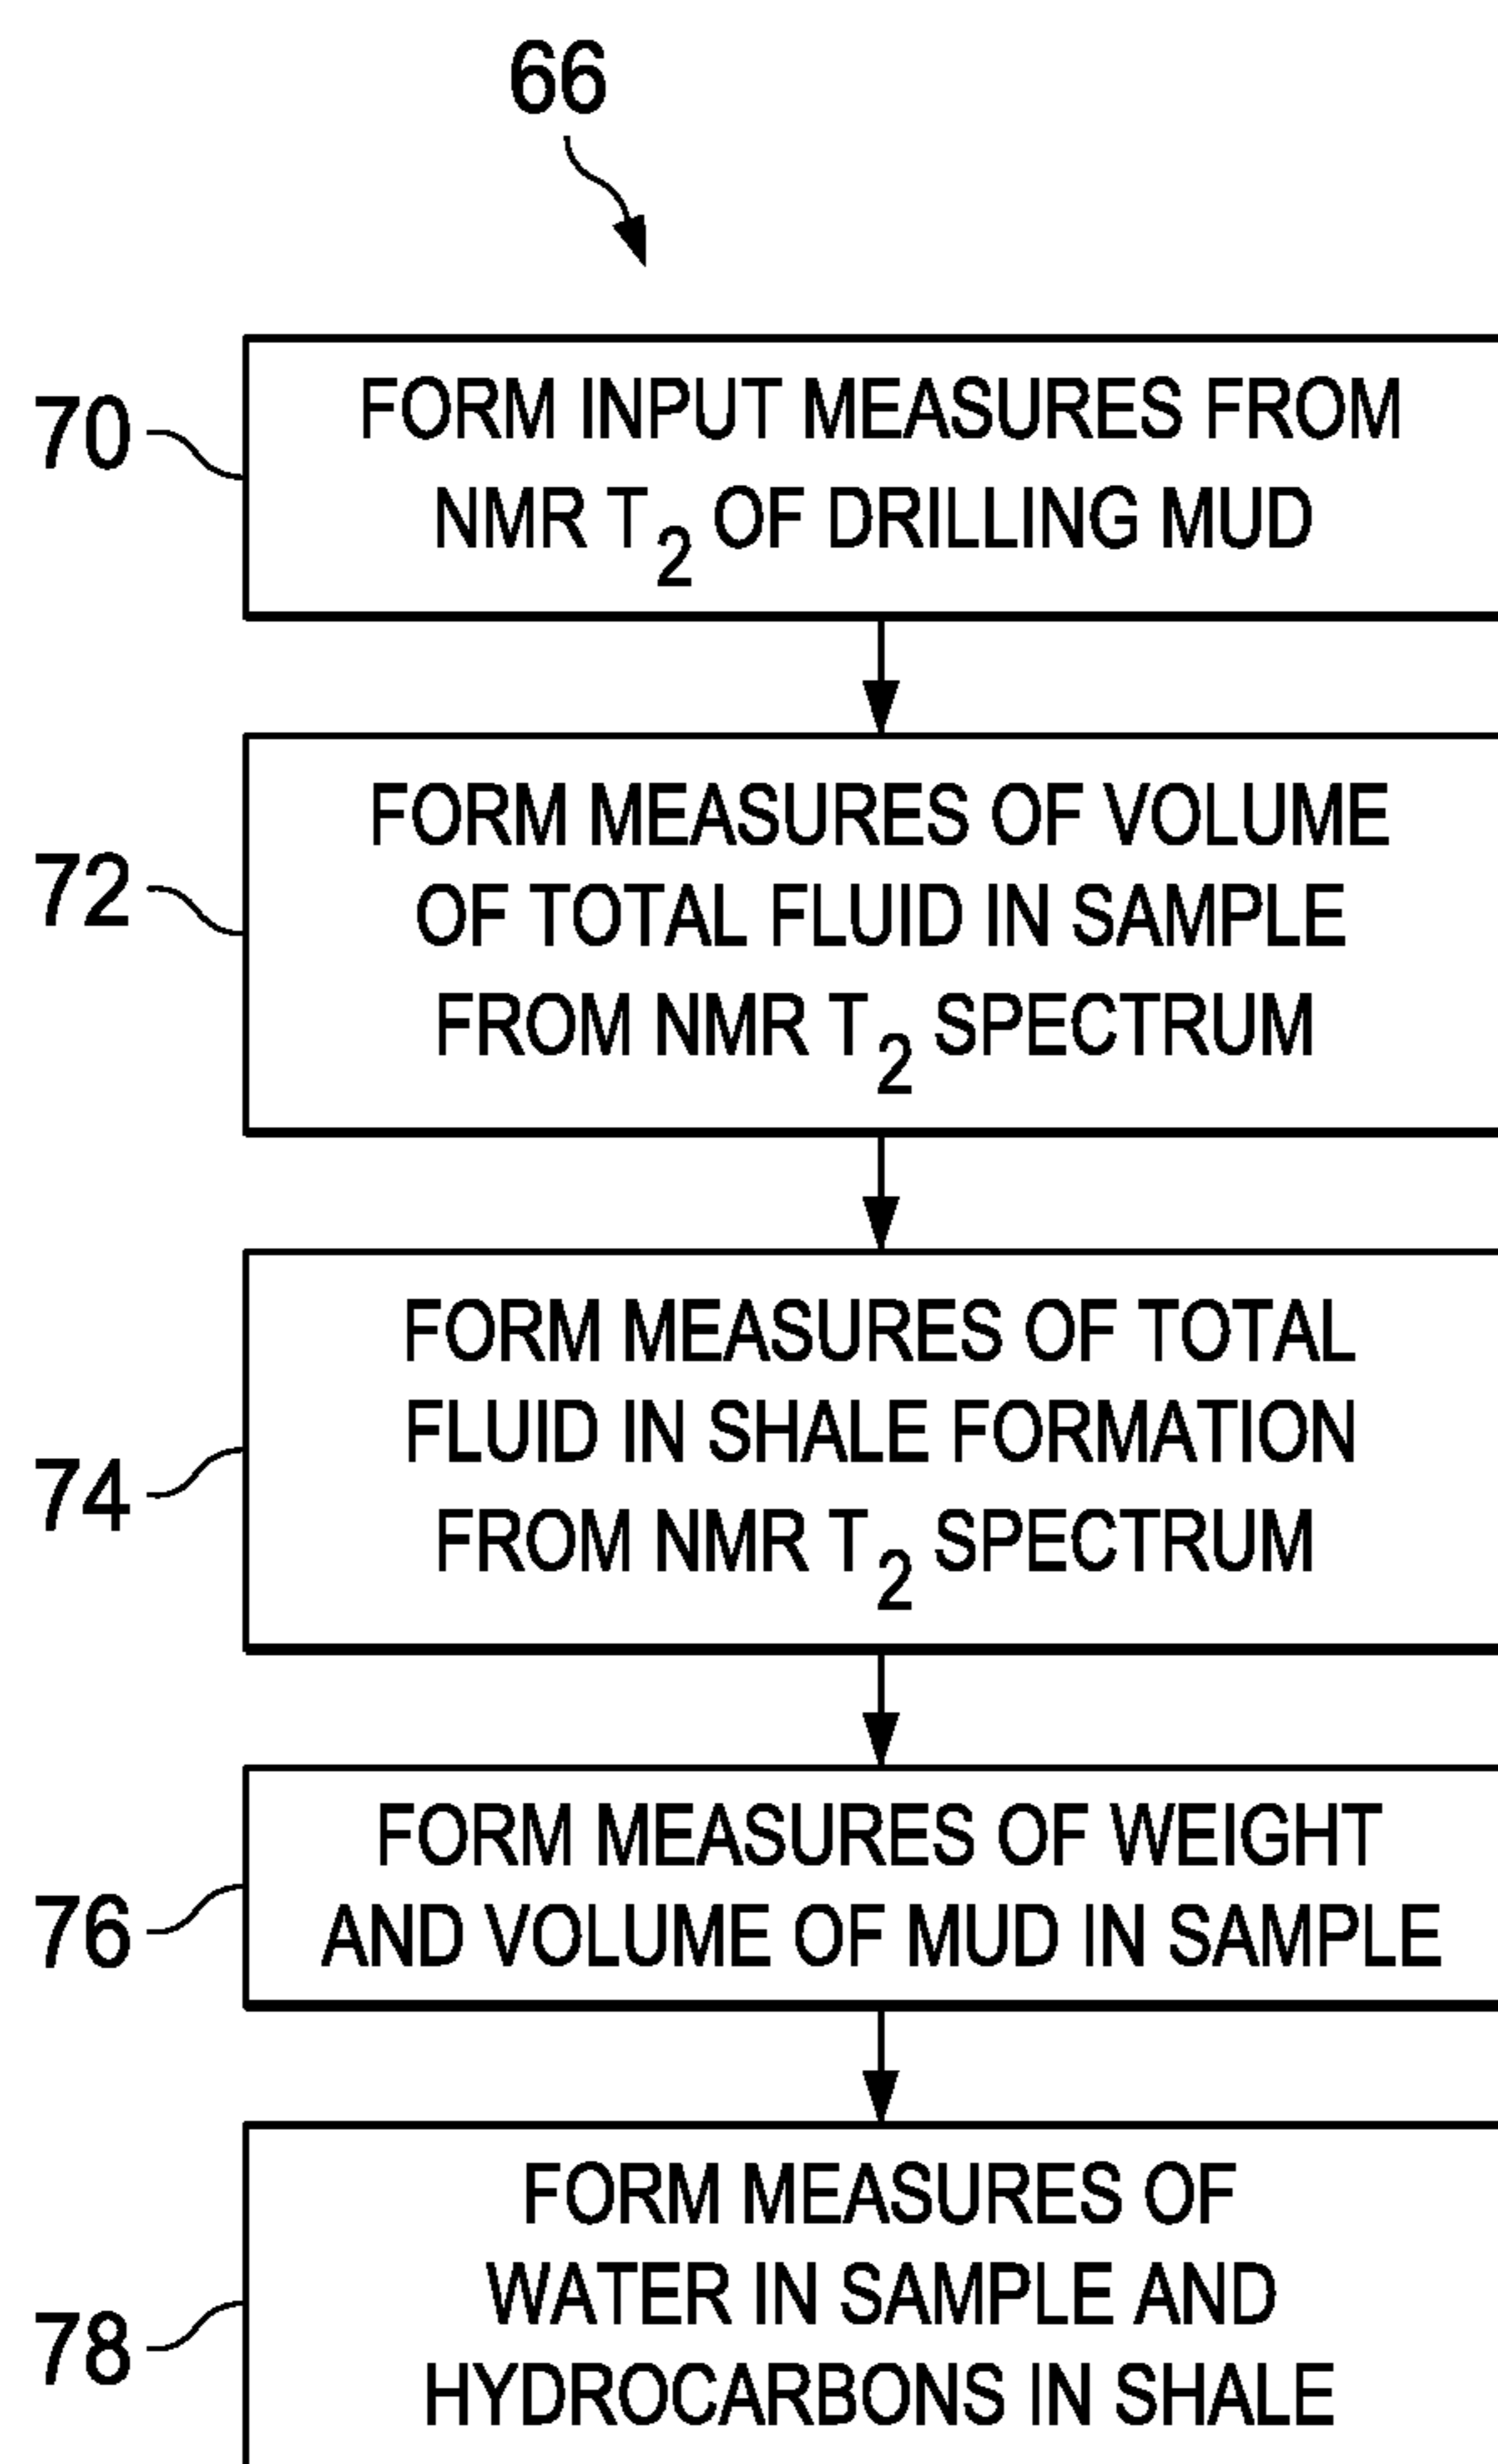 66
70
FORM INPUT MEASURES FROM
NMR T2 OF DRILLING MUD
72
FORM MEASURES OF VOLUME
OF TOTAL FLUID IN SAMPLE
FROM NMR T2 SPECTRUM
74
FORM MEASURES OF TOTAL
FLUID IN SHALE FORMATION
FROM NMR T2 SPECTRUM
76
FORM MEASURES OF WEIGHT
AND VOLUME OF MUD IN SAMPLE
78
FORM MEASURES OF
WATER IN SAMPLE AND
HYDROCARBONS IN SHALE